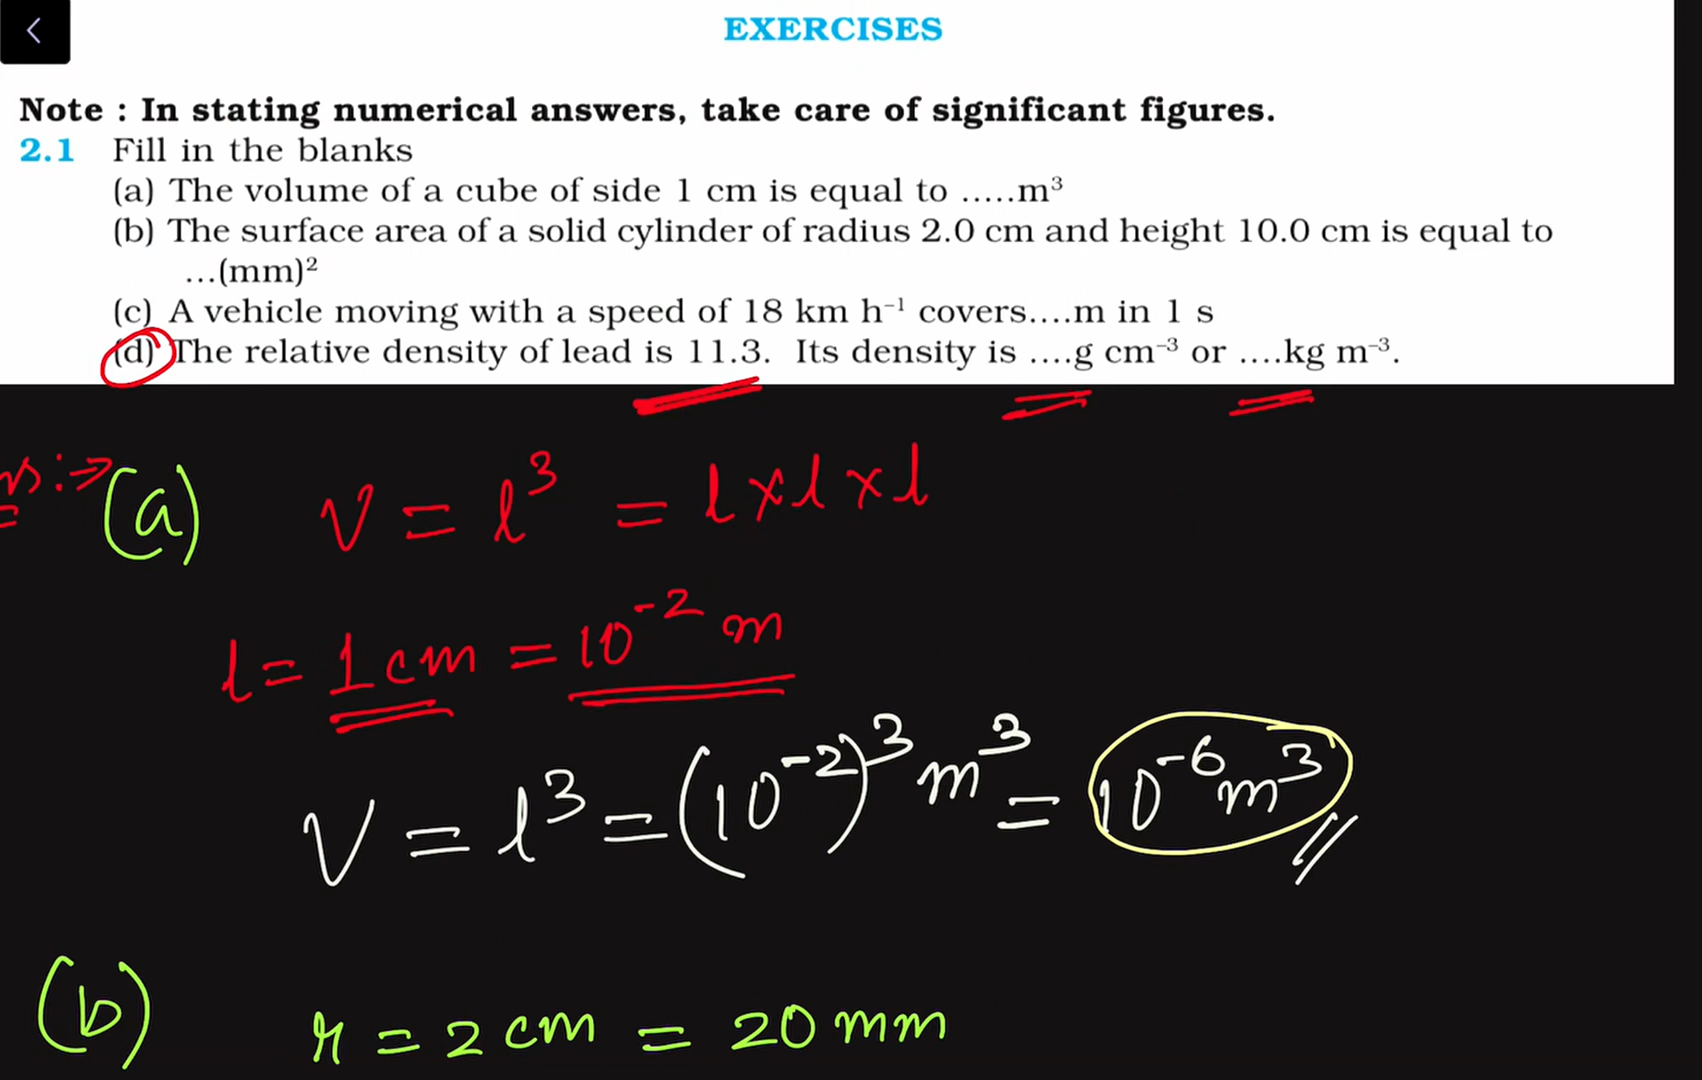 EXERCISES
Note : In stating numerical answers, take care of significant figures.
2.1 Fill in the blanks
(a) The volume of a cube of side 1 cm is equal to .....m³
(b) The surface area of a solid cylinder of radius 2.0 cm and height 10.0 cm is equal to
...(mm)²
(c) A vehicle moving with a speed of 18 km h⁻¹ covers....m in 1 s
(d) The relative density of lead is 11.3. Its density is ....g cm⁻³ or ....kg m⁻³.
(a) V = l³ = l×l×l
l = 1 cm = 10⁻² m
V = l³ = (10⁻²)³ m³ = 10⁻⁶ m³
(b) r = 2 cm = 20 mm